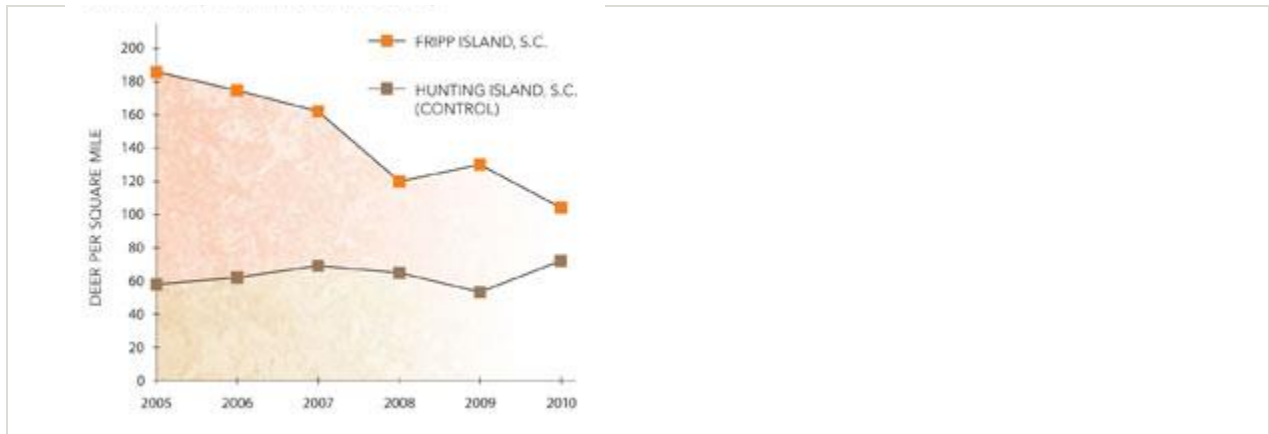 200
FRIPP ISLAND, S.C.
180
HUNTING ISLAND, S.C.
(CONTROL)
160
140
120
100
80
60
40
20
0
DEER PER SQUARE MILE
2005 2006 2007 2008 2009 2010